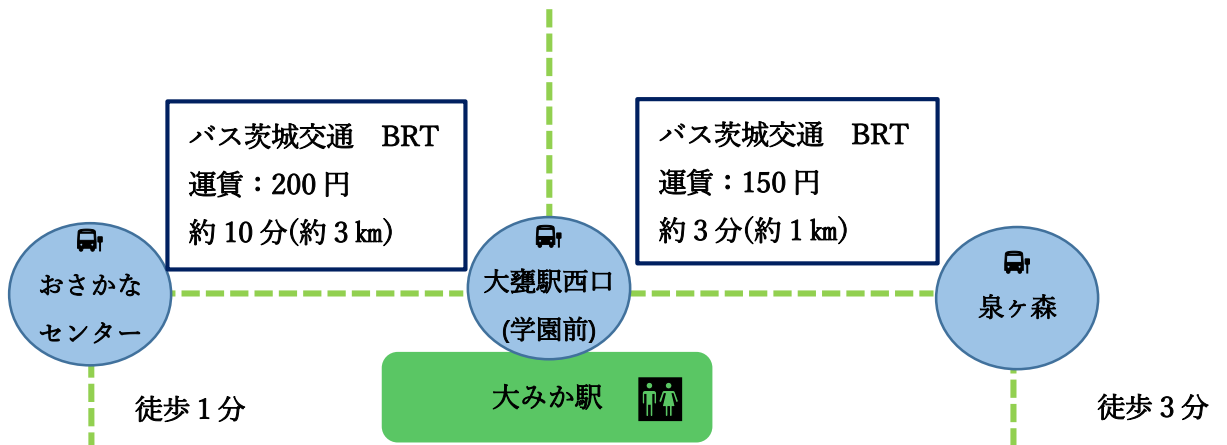 バス茨城交通　BRT
運賃：200円
約10分(約3㎞)
バス茨城交通　BRT
運賃：150円
約3分(約1㎞)
おさかな
センター
大甕駅西口
(学園前)
泉ヶ森
大みか駅
徒歩1分
徒歩3分